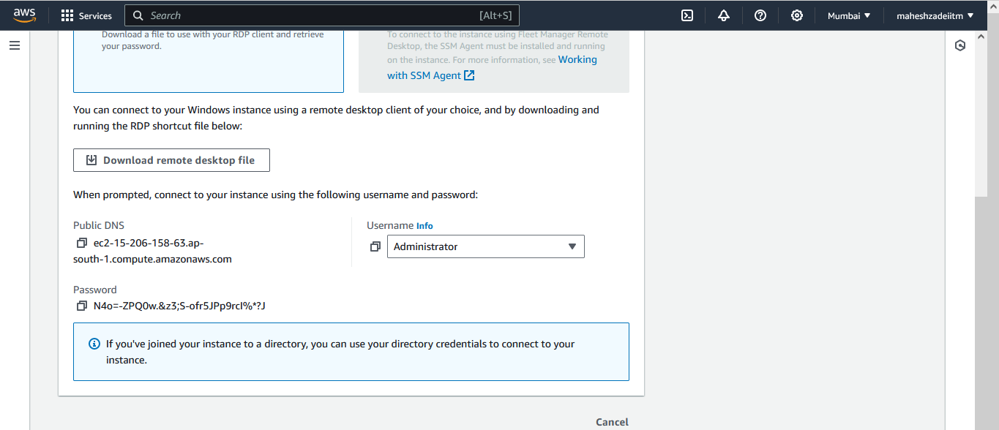 aws
Services
Search
[Alt+S]
Mumbai
maheshzadeiitm
Download a file to use with your RDP client and retrieve
your password.
To connect to the instance using Fleet Manager Remote
Desktop, the SSM Agent must be installed and running
on the instance. For more information, see Working
with SSM Agent
You can connect to your Windows instance using a remote desktop client of your choice, and by downloading and
running the RDP shortcut file below:
Download remote desktop file
When prompted, connect to your instance using the following username and password:
Public DNS
ec2-15-206-158-63.ap-
south-1.compute.amazonaws.com
Username Info
Administrator
Password
N4o=-ZPQ0w.&z3;S-ofr5JPp9rcI%*?J
If you've joined your instance to a directory, you can use your directory credentials to connect to your
instance.
Cancel